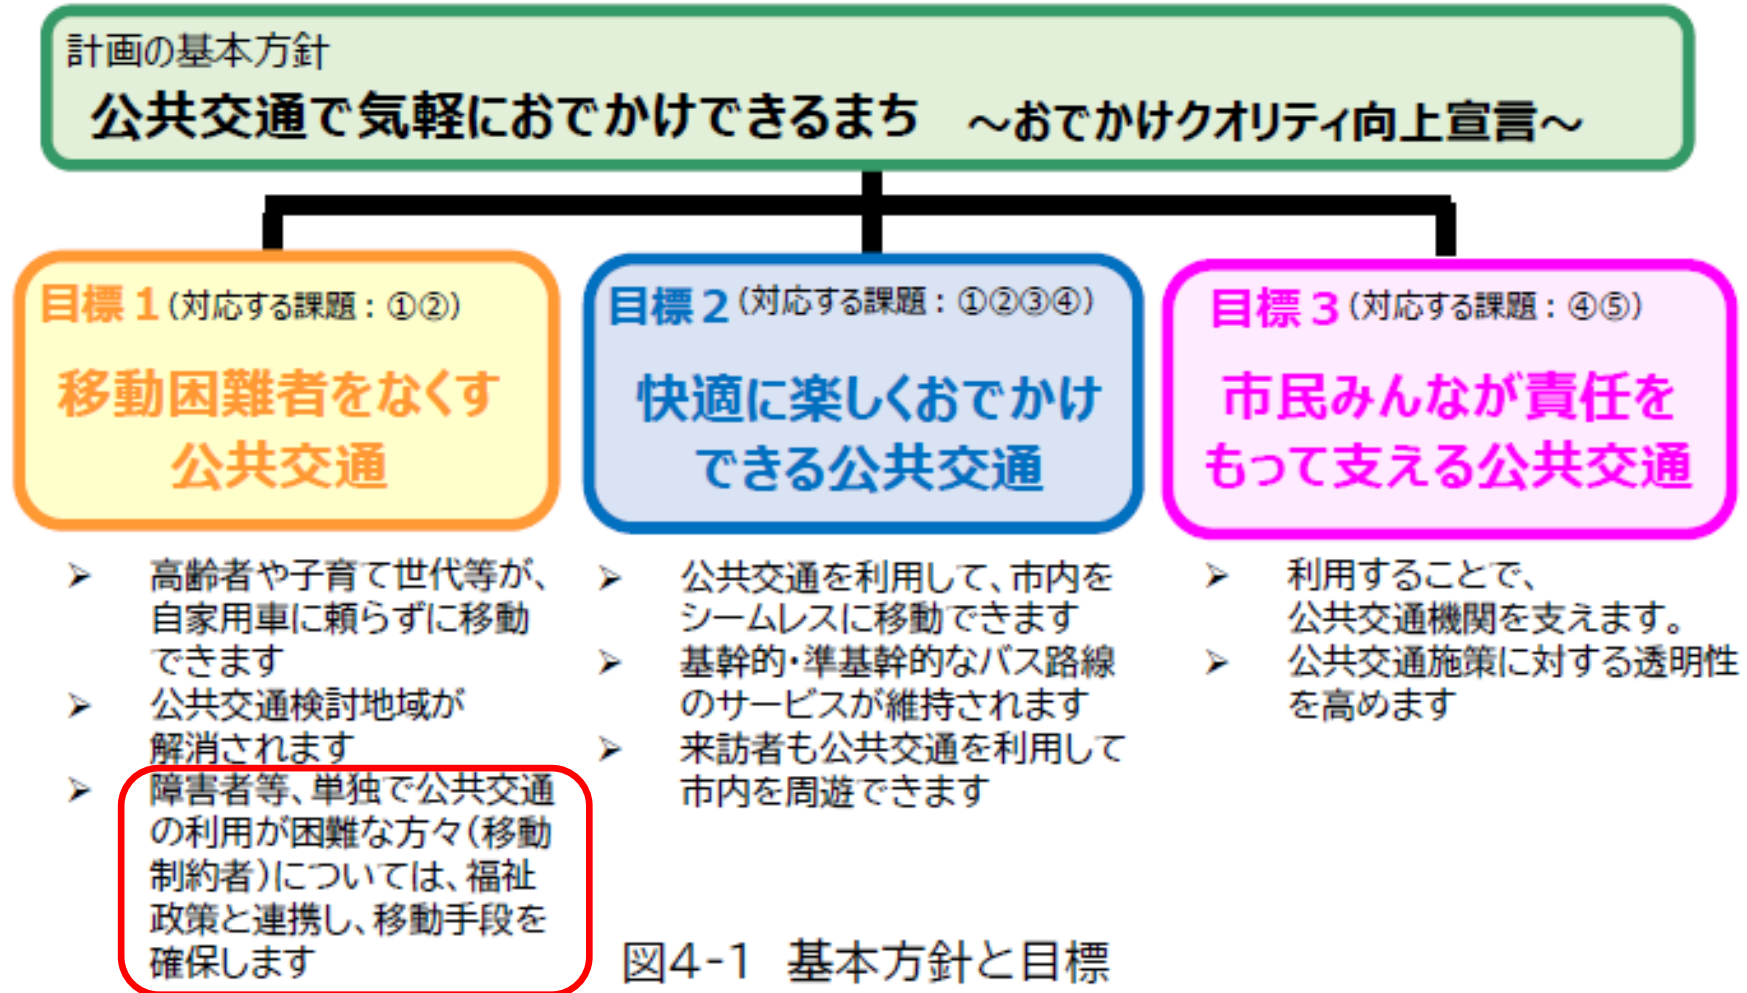 計画の基本方針
公共交通で気軽におでかけできるまち ～おでかけクオリティ向上宣言～
目標１(対応する課題：①②)
移動困難者をなくす
公共交通
➢ 高齢者や子育て世代等が、
自家用車に頼らずに移動
できます
➢ 公共交通検討地域が
解消されます
➢ 障害者等、単独で公共交通
の利用が困難な方々(移動
制約者)については、福祉
政策と連携し、移動手段を
確保します
目標２(対応する課題：①②③④)
快適に楽しくおでかけ
できる公共交通
➢ 公共交通を利用して、市内を
シームレスに移動できます
➢ 基幹的・準基幹的なバス路線
のサービスが維持されます
➢ 来訪者も公共交通を利用して
市内を周遊できます
目標３(対応する課題：④⑤)
市民みんなが責任を
もって支える公共交通
➢ 利用することで、
公共交通機関を支えます。
➢ 公共交通施策に対する透明性
を高めます
図4-1 基本方針と目標